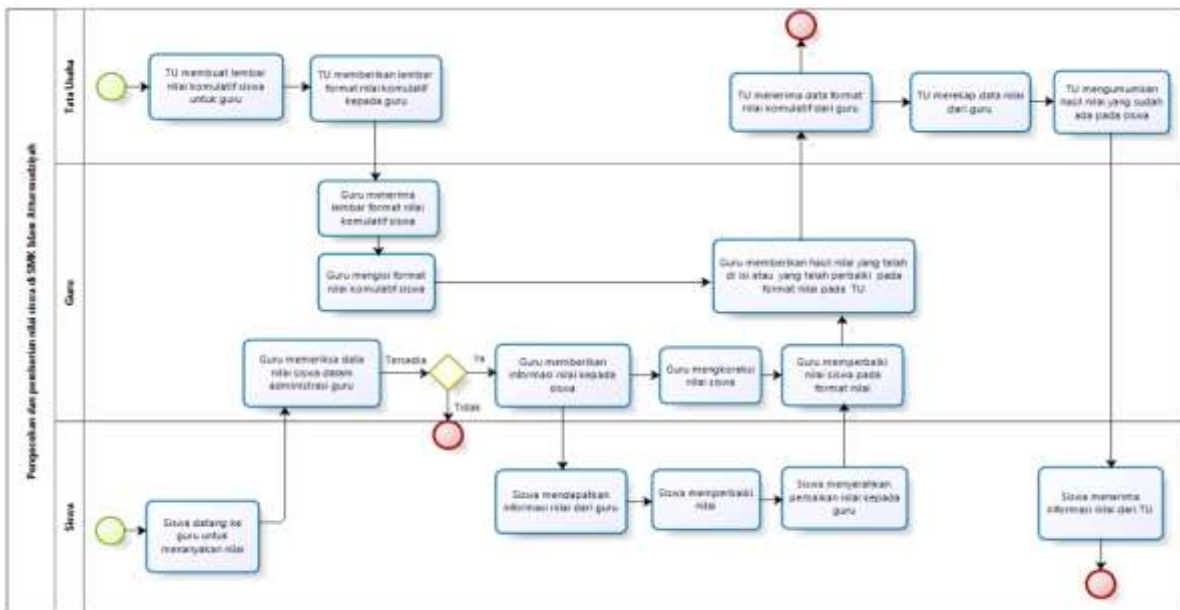 Pengecekan dan pemberian nilai siswa di SMK Islam
Tata Usaha
TU membuat lembar
nilai komulatif siswa
untuk guru
TU memberikan lembar
format nilai komulatif
kepada guru
TU menerima data format
nilai komulatif dari guru
TU merekap data nilai
dari guru
TU mengumumkan
hasil nilai yang sudah
ada pada siswa
Guru
Guru menerima
lembar format nilai
komulatif siswa
Guru mengisi format
nilai komulatif siswa
Guru memberikan hasil nilai yang telah
di isi atau yang telah perbaiki pada
format nilai pada TU
Guru memeriksa data
nilai siswa dalam
administrasi guru
Tersedia
Ya
Tidak
Guru memberikan
informasi nilai kepada
siswa
Guru mengkoreksi
nilai siswa
Guru memperbaiki
nilai siswa pada
format nilai
Siswa
Siswa datang ke
guru untuk
menanyakan nilai
Siswa mendapatkan
informasi nilai dari guru
Siswa memperbaiki
nilai
Siswa menyerahkan
perbaikan nilai kepada
guru
Siswa menerima
informasi nilai dari TU